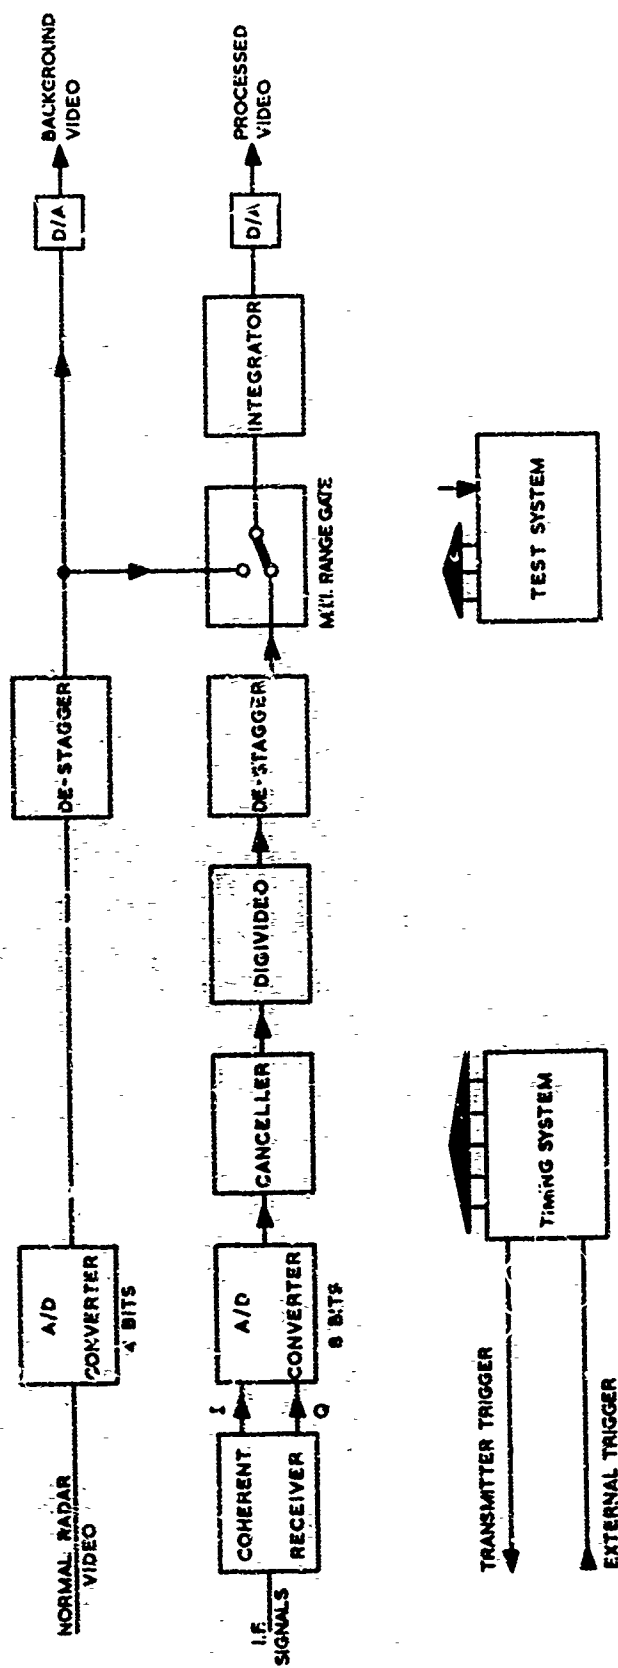 NORMAL RADAR
VIDEO
A/D
CONVERTER
4 BITS
DE-STAGGER
D/A
BACKGROUND
VIDEO
I.F.
SIGNALS
COHERENT
RECEIVER
I
Q
A/D
CONVERTER
8 BITS
CANCELLER
DIGIVIDEO
DE-STAGGER
M.T.I. RANGE GATE
INTEGRATOR
D/A
PROCESSED
VIDEO
TRANSMITTER TRIGGER
EXTERNAL TRIGGER
TIMING SYSTEM
TEST SYSTEM